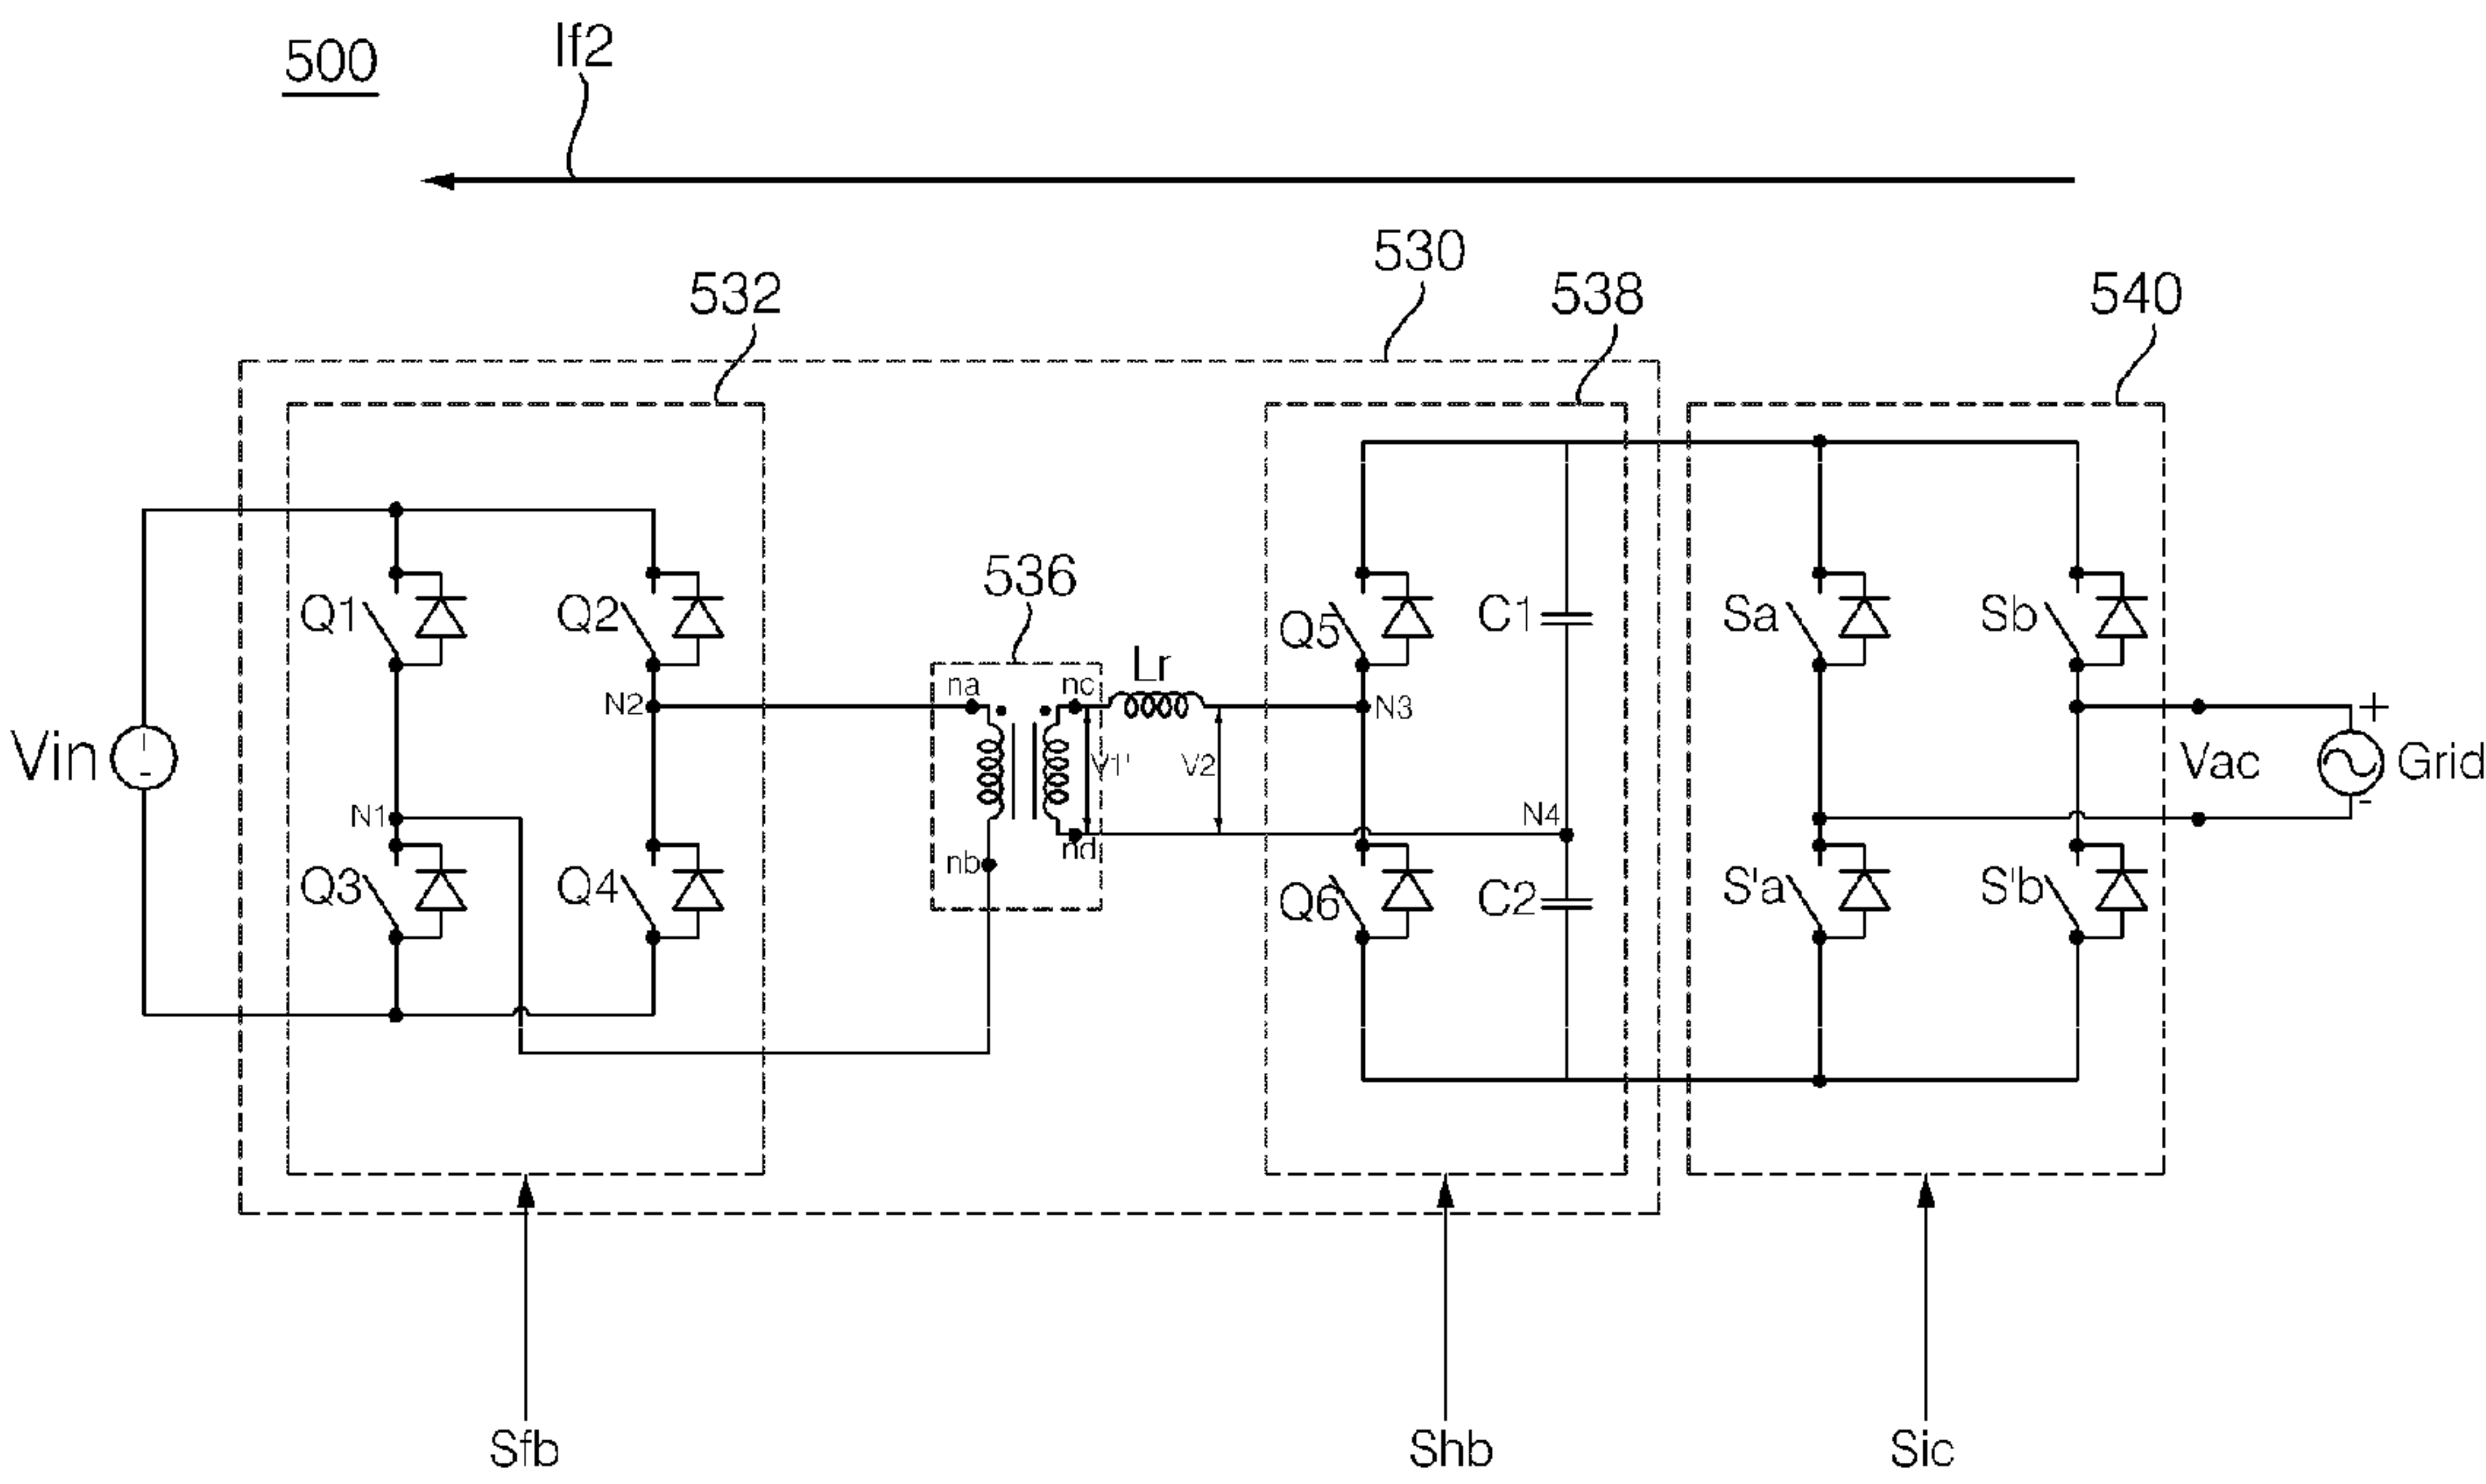 500
If2
530
532
538
540
536
Q1
Q2
Q5
C1
Sa
Sb
na
nc
Lr
N2
N3
+
Vin
V1'
V2
Vac
Grid
-
N1
N4
nb
nd
Q3
Q4
Q6
C2
S'a
S'b
Sfb
Shb
Sic